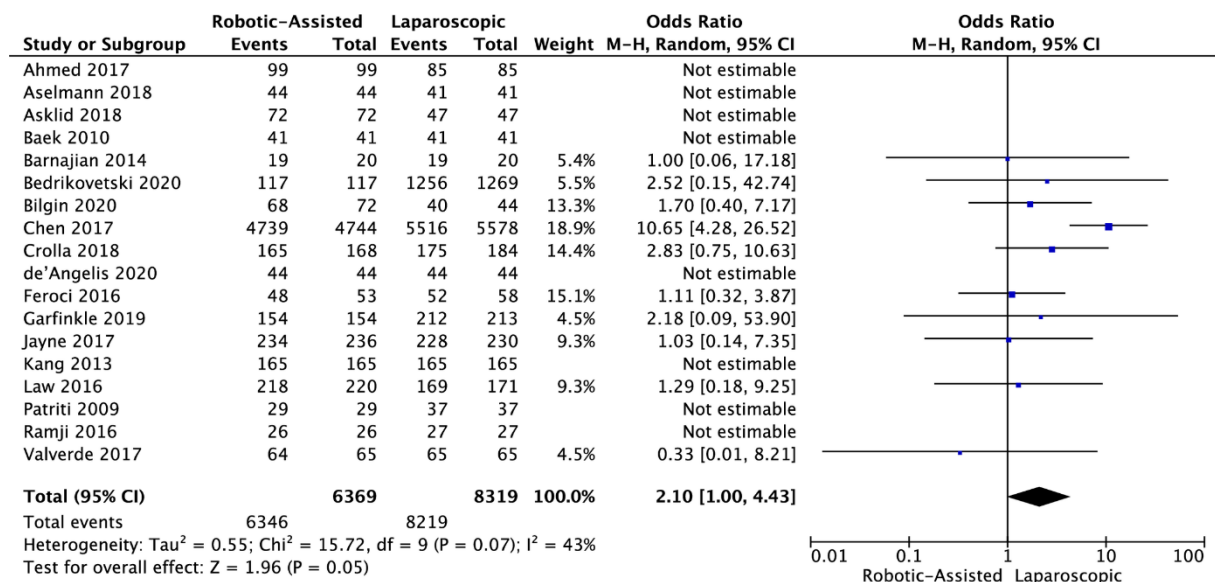 Robotic-Assisted Laparoscopic Odds Ratio Odds Ratio
Study or Subgroup Events Total Events Total Weight M-H, Random, 95% CI M-H, Random, 95% CI
Ahmed 2017 99 99 85 85 Not estimable
Aselmann 2018 44 44 41 41 Not estimable
Asklid 2018 72 72 47 47 Not estimable
Baek 2010 41 41 41 41 Not estimable
Barnajian 2014 19 20 19 20 5.4% 1.00 [0.06, 17.18]
Bedrikovetski 2020 117 117 1256 1269 5.5% 2.52 [0.15, 42.74]
Bilgin 2020 68 72 40 44 13.3% 1.70 [0.40, 7.17]
Chen 2017 4739 4744 5516 5578 18.9% 10.65 [4.28, 26.52]
Crolla 2018 165 168 175 184 14.4% 2.83 [0.75, 10.63]
de'Angelis 2020 44 44 44 44 Not estimable
Feroci 2016 48 53 52 58 15.1% 1.11 [0.32, 3.87]
Garfinkle 2019 154 154 212 213 4.5% 2.18 [0.09, 53.90]
Jayne 2017 234 236 228 230 9.3% 1.03 [0.14, 7.35]
Kang 2013 165 165 165 165 Not estimable
Law 2016 218 220 169 171 9.3% 1.29 [0.18, 9.25]
Patriti 2009 29 29 37 37 Not estimable
Ramji 2016 26 26 27 27 Not estimable
Valverde 2017 64 65 65 65 4.5% 0.33 [0.01, 8.21]
Total (95% CI) 6369 8319 100.0% 2.10 [1.00, 4.43]
Total events 6346 8219
Heterogeneity: Tau² = 0.55; Chi² = 15.72, df = 9 (P = 0.07); I² = 43%
Test for overall effect: Z = 1.96 (P = 0.05)
0.01 0.1 1 10 100
Robotic-Assisted Laparoscopic